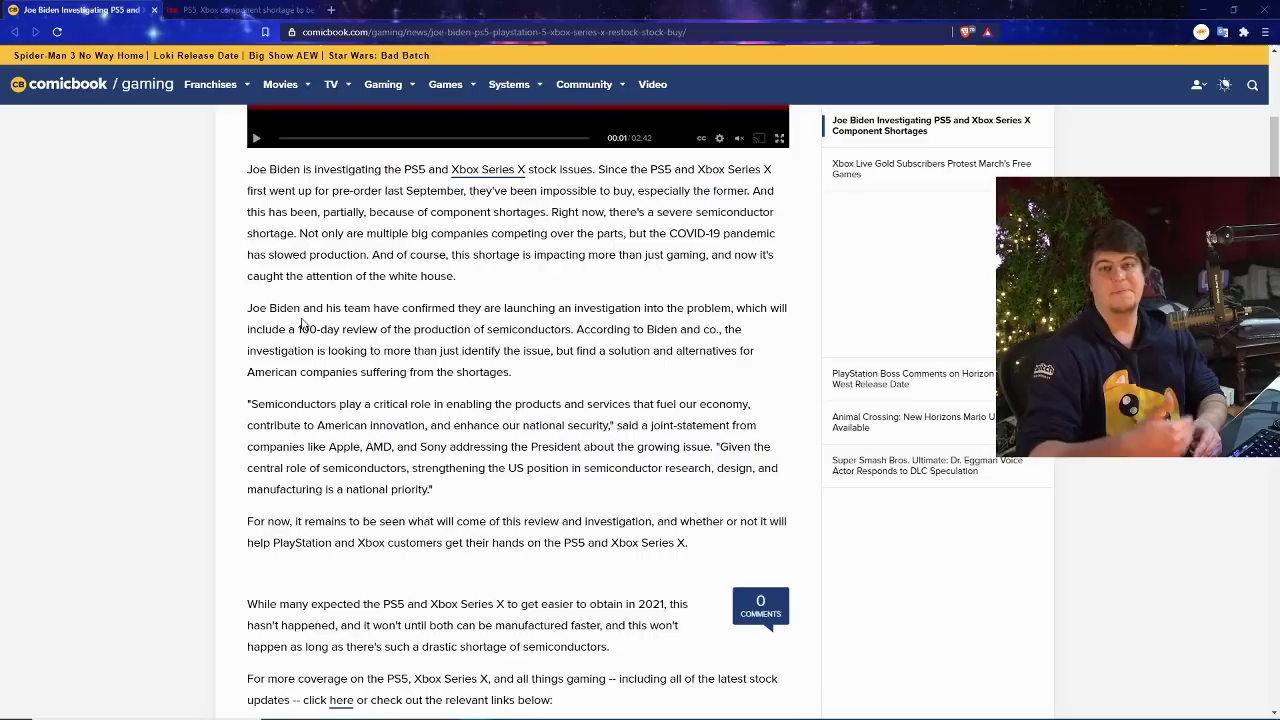 Joe Biden Investigating PS5 and
PS5, Xbox component shortage to be
comicbook.com/gaming/news/joe-biden-ps5-playstation-5-xbox-series-x-restock-stock-buy/
Spider-Man 3 No Way Home | Loki Release Date | Big Show AEW | Star Wars: Bad Batch
CB comicbook / gaming Franchises Movies TV Gaming Games Systems Community Video
00:01 / 02:42 CC
Joe Biden is investigating the PS5 and Xbox Series X stock issues. Since the PS5 and Xbox Series X
first went up for pre-order last September, they've been impossible to buy, especially the former. And
this has been, partially, because of component shortages. Right now, there's a severe semiconductor
shortage. Not only are multiple big companies competing over the parts, but the COVID-19 pandemic
has slowed production. And of course, this shortage is impacting more than just gaming, and now it's
caught the attention of the white house.
Joe Biden and his team have confirmed they are launching an investigation into the problem, which will
include a 100-day review of the production of semiconductors. According to Biden and co., the
investigation is looking to more than just identify the issue, but find a solution and alternatives for
American companies suffering from the shortages.
"Semiconductors play a critical role in enabling the products and services that fuel our economy,
contribute to American innovation, and enhance our national security," said a joint-statement from
companies like Apple, AMD, and Sony addressing the President about the growing issue. "Given the
central role of semiconductors, strengthening the US position in semiconductor research, design, and
manufacturing is a national priority."
For now, it remains to be seen what will come of this review and investigation, and whether or not it will
help PlayStation and Xbox customers get their hands on the PS5 and Xbox Series X.
0
COMMENTS
While many expected the PS5 and Xbox Series X to get easier to obtain in 2021, this
hasn't happened, and it won't until both can be manufactured faster, and this won't
happen as long as there's such a drastic shortage of semiconductors.
For more coverage on the PS5, Xbox Series X, and all things gaming -- including all of the latest stock
updates -- click here or check out the relevant links below:
Joe Biden Investigating PS5 and Xbox Series X
Component Shortages
Xbox Live Gold Subscribers Protest March's Free
Games
PlayStation Boss Comments on Horizon
West Release Date
Animal Crossing: New Horizons Mario U
Available
Super Smash Bros. Ultimate: Dr. Eggman Voice
Actor Responds to DLC Speculation
twitch